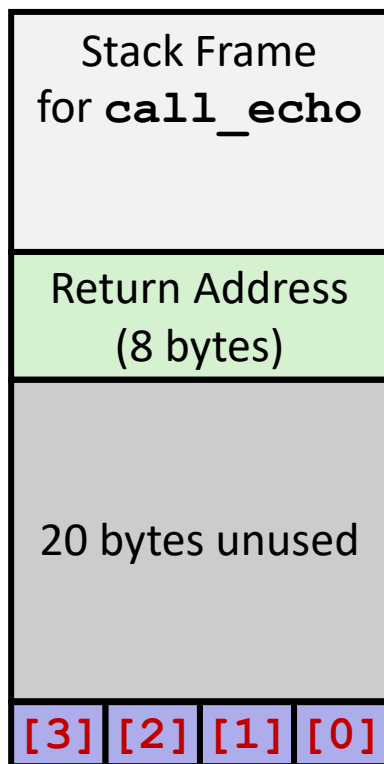 Stack Frame
for call_echo
Return Address
(8 bytes)
20 bytes unused
[3] [2] [1] [0]